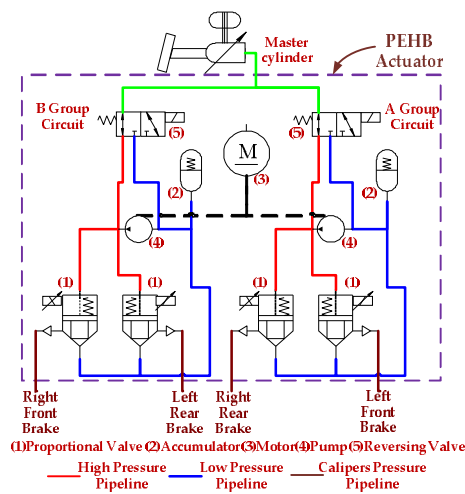 Master
cylinder
PEHB
Actuator
B Group
Circuit
A Group
Circuit
(5)
(5)
M
(2)
(3)
(2)
(4)
(4)
(1)
(1)
(1)
(1)
Right
Front
Brake
Left
Rear
Brake
Right
Rear
Brake
Left
Front
Brake
(1)Proportional Valve (2)Accumulator(3)Motor(4)Pump(5)Reversing Valve
High Pressure
Pipeline
Low Pressure
Pipeline
Calipers Pressure
Pipeline